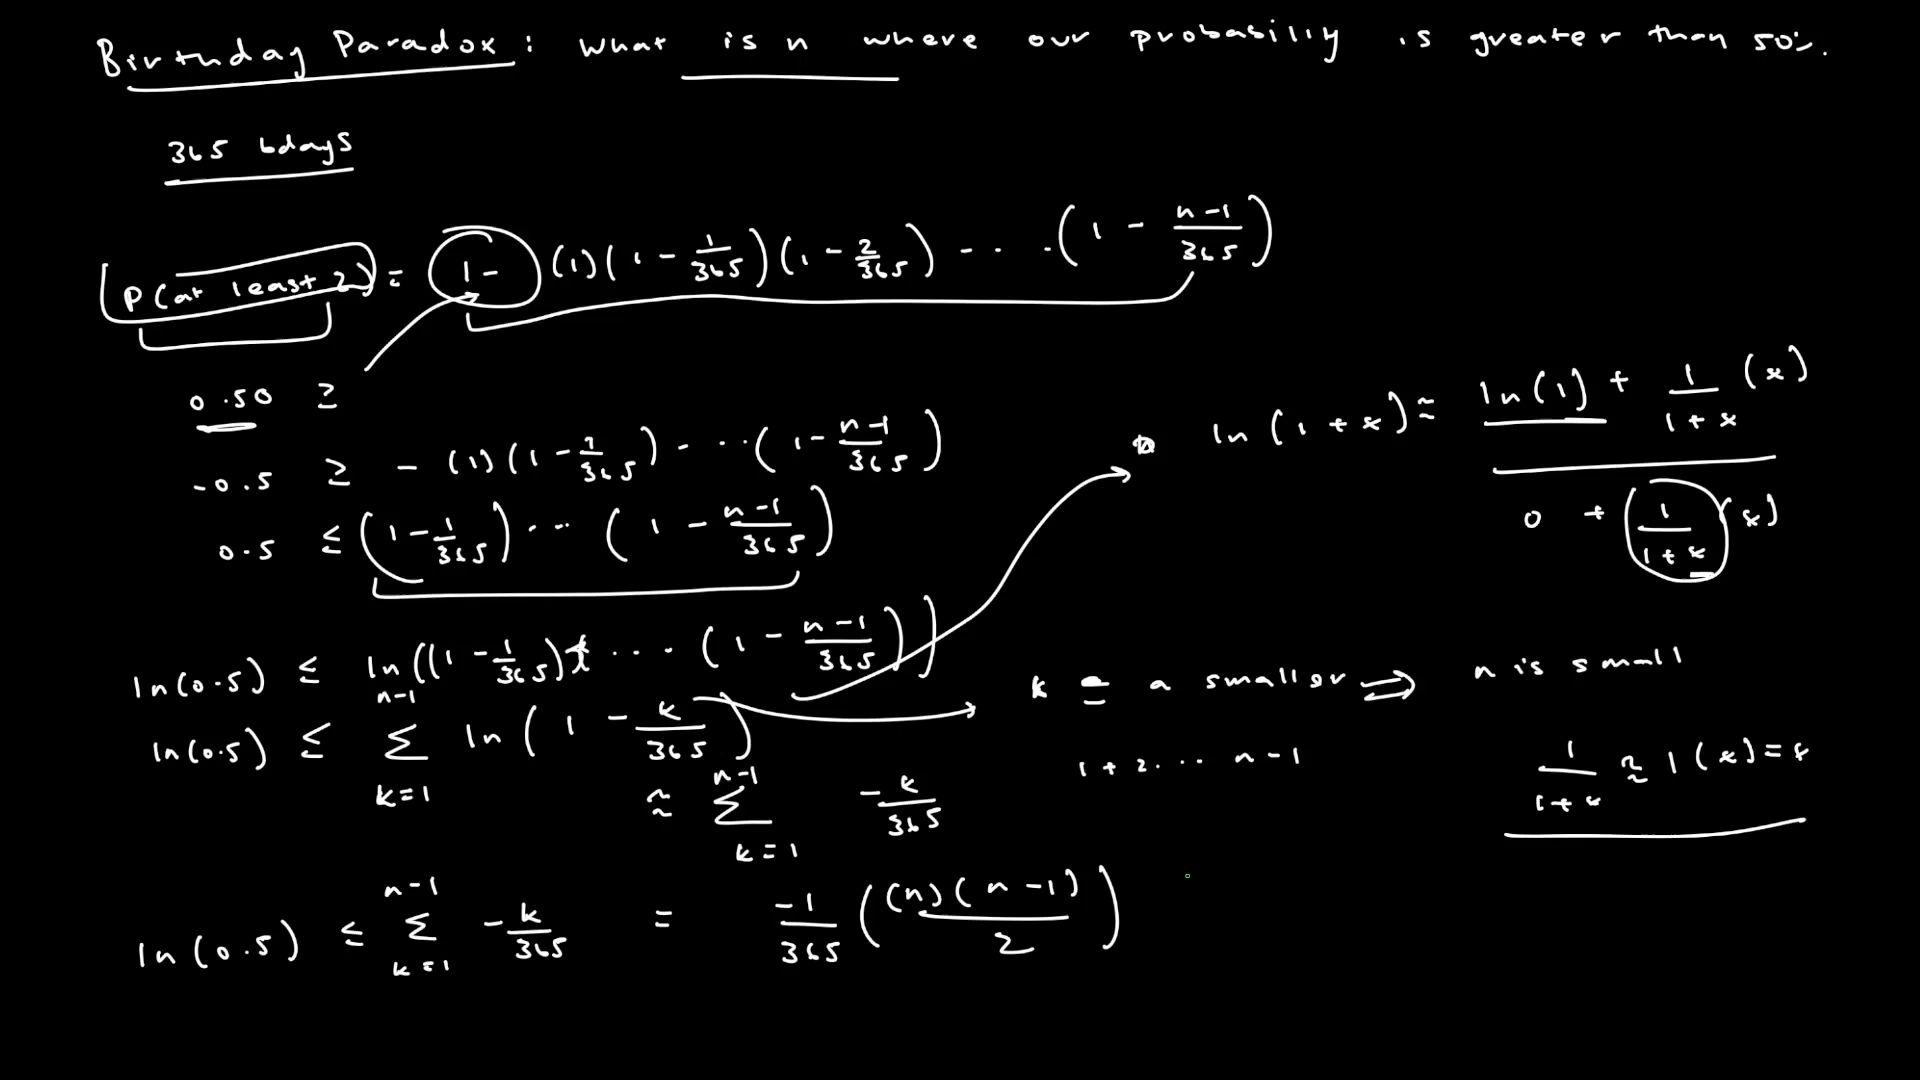 Birthday Paradox: what is n where our probability is greater than 50%.
365 bdays
P(at least 2) = 1 - (1)(1 - 1/365)(1 - 2/365) - . . . (1 - n-1/365)
0.50 ≥
ln(1+x) ≈ ln(1) + 1/1+x (x)
-0.5 ≥ - (1)(1 - 1/365) - . . . (1 - n-1/365)
0 + (1/1+x)(x)
0.5 ≤ (1 - 1/365) . . . (1 - n-1/365)
ln(0.5) ≤ ln((1 - 1/365) . . . . (1 - n-1/365))
k = a smaller ⇒ n is small
ln(0.5) ≤ n-1 Σ k=1 ln(1 - k/365)
1 + 2 . . . . n - 1
1/1+x ≈ 1(x) = x
≈ n-1 Σ k=1 -k/365
ln(0.5) ≤ n-1 Σ k=1 -k/365 = -1/365 ((n)(n-1)/2)